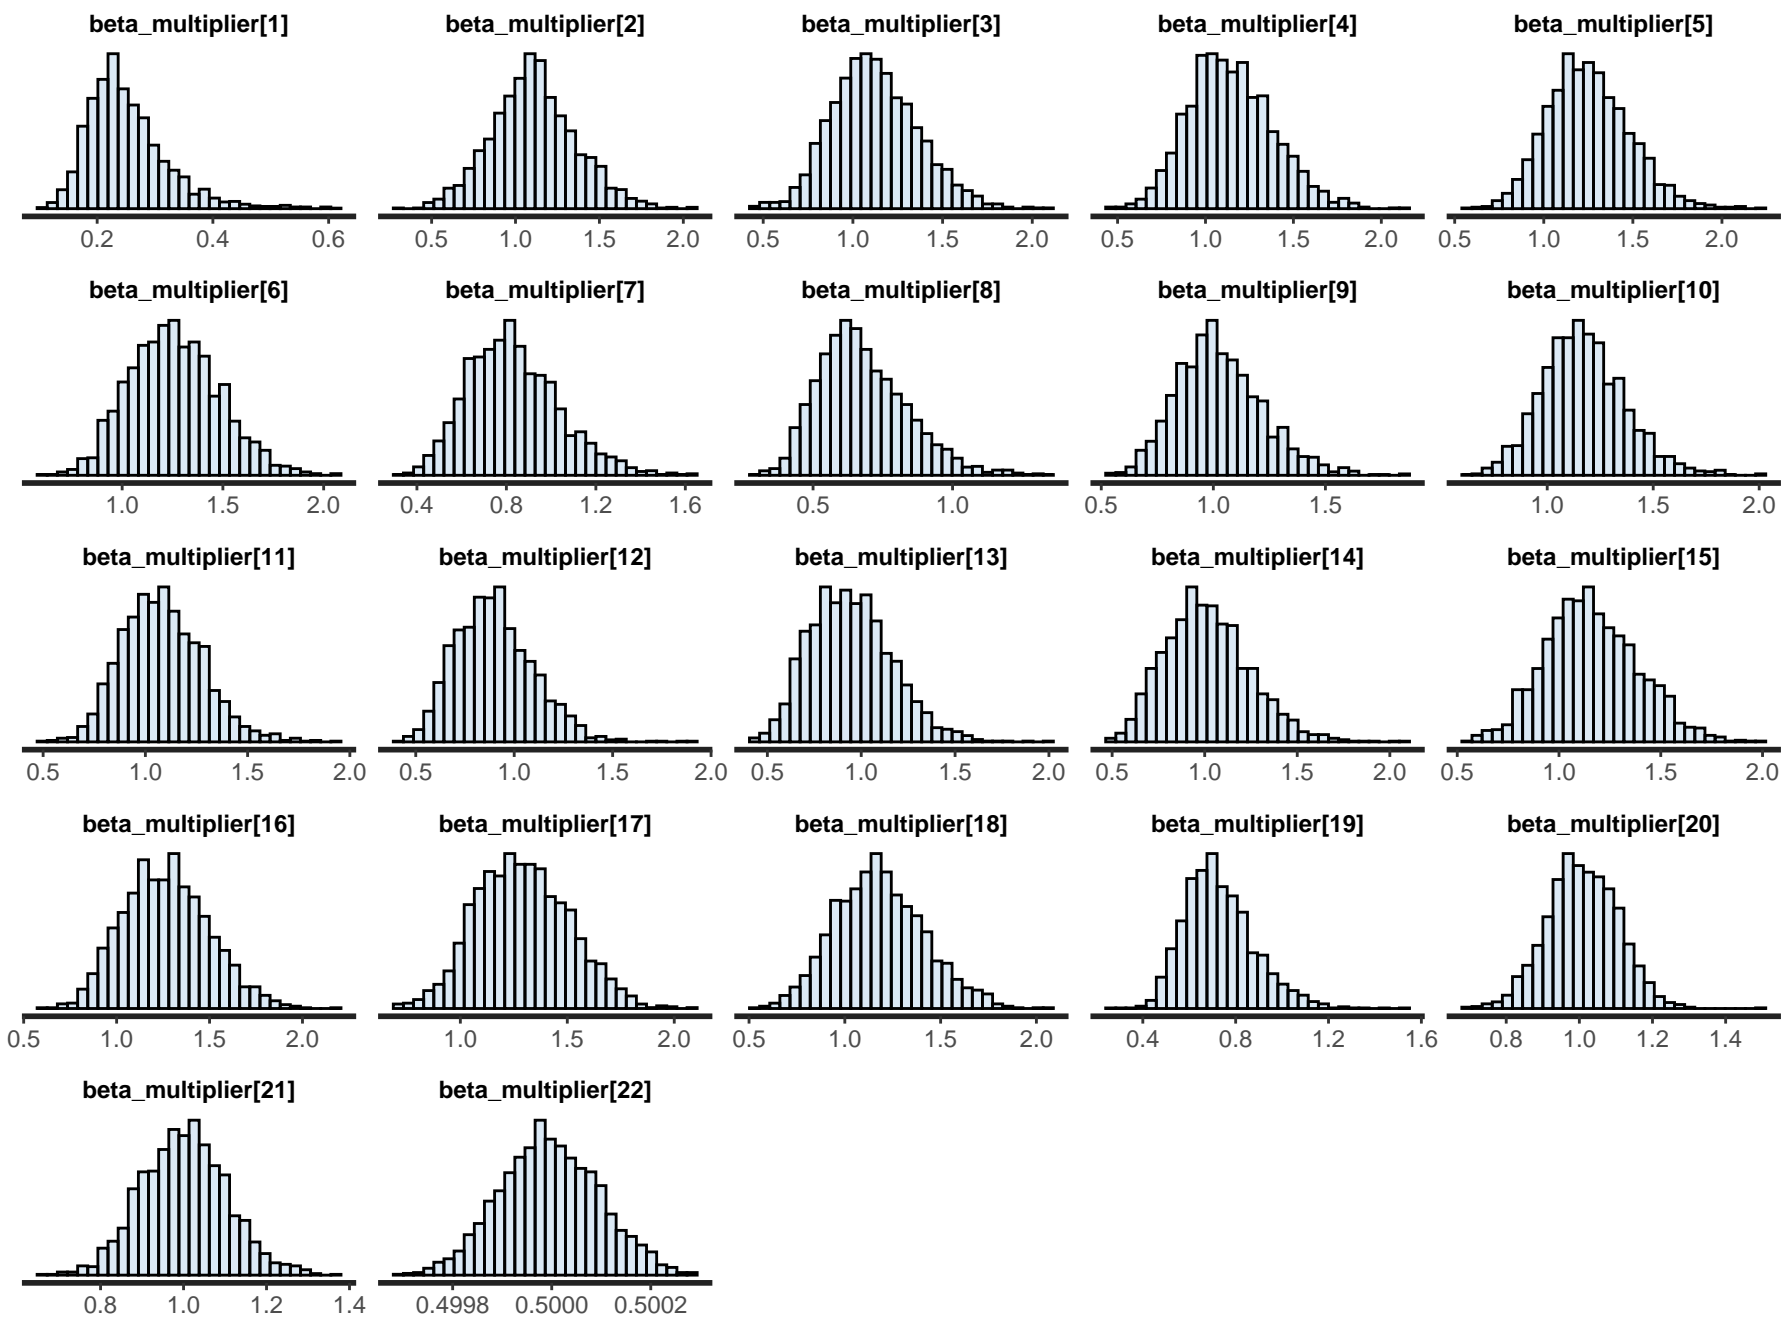 beta_multiplier[1] beta_multiplier[2] beta_multiplier[3] beta_multiplier[4] beta_multiplier[5]
0.2 0.4 0.6 0.5 1.0 1.5 2.0 0.5 1.0 1.5 2.0 0.5 1.0 1.5 2.0 0.5 1.0 1.5 2.0
beta_multiplier[6] beta_multiplier[7] beta_multiplier[8] beta_multiplier[9] beta_multiplier[10]
1.0 1.5 2.0 0.4 0.8 1.2 1.6 0.5 1.0 0.5 1.0 1.5 1.0 1.5 2.0
beta_multiplier[11] beta_multiplier[12] beta_multiplier[13] beta_multiplier[14] beta_multiplier[15]
0.5 1.0 1.5 2.0 0.5 1.0 1.5 2.0 0.5 1.0 1.5 2.0 0.5 1.0 1.5 2.0 0.5 1.0 1.5 2.0
beta_multiplier[16] beta_multiplier[17] beta_multiplier[18] beta_multiplier[19] beta_multiplier[20]
0.5 1.0 1.5 2.0 1.0 1.5 2.0 0.5 1.0 1.5 2.0 0.4 0.8 1.2 1.6 0.8 1.0 1.2 1.4
beta_multiplier[21] beta_multiplier[22]
0.8 1.0 1.2 1.4 0.4998 0.5000 0.5002